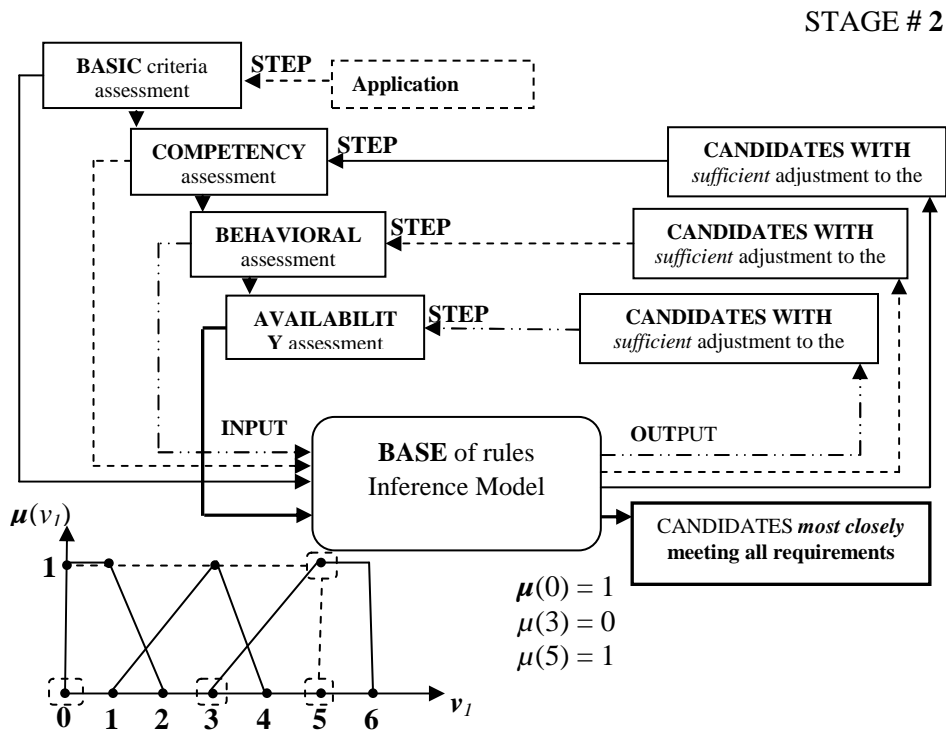 STAGE # 2
BASIC criteria
assessment
STEP
Application
COMPETENCY
assessment
STEP
CANDIDATES WITH
sufficient adjustment to the
BEHAVIORAL
assessment
STEP
CANDIDATES WITH
sufficient adjustment to the
AVAILABILIT
Y assessment
STEP
CANDIDATES WITH
sufficient adjustment to the
INPUT
BASE of rules
Inference Model
OUTPUT
CANDIDATES most closely
meeting all requirements
μ(v1)
1
0 1 2 3 4 5 6
v1
μ(0) = 1
μ(3) = 0
μ(5) = 1